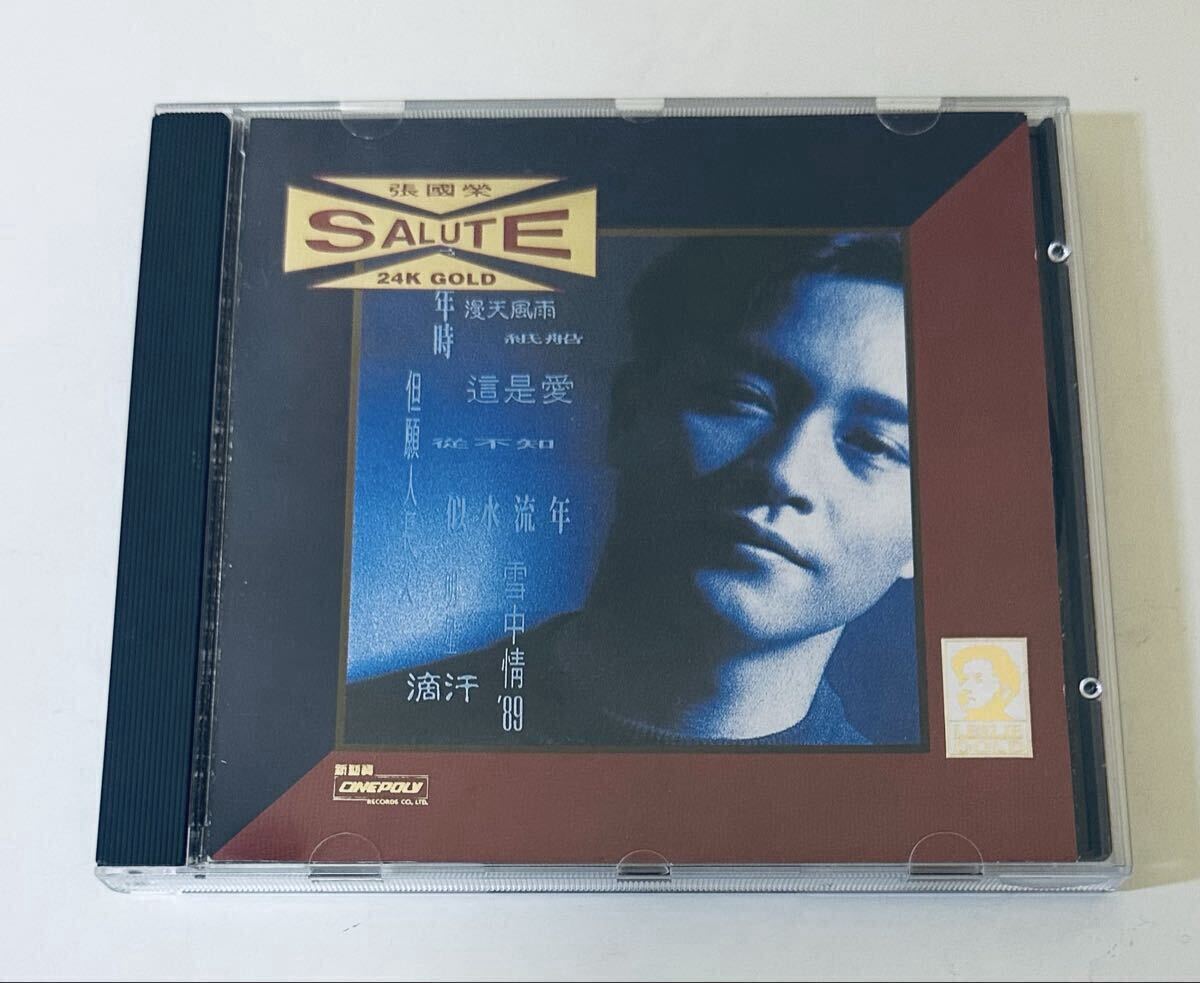 張國榮
SALUTE
24K GOLD
年時
漫天風雨
紙船
這是愛
從不知
但願人長久
似水流年
雪中情'89
滴汗
新藝寶
CINEPOLY
RECORDS CO., LTD.
LESLIE
GOLD